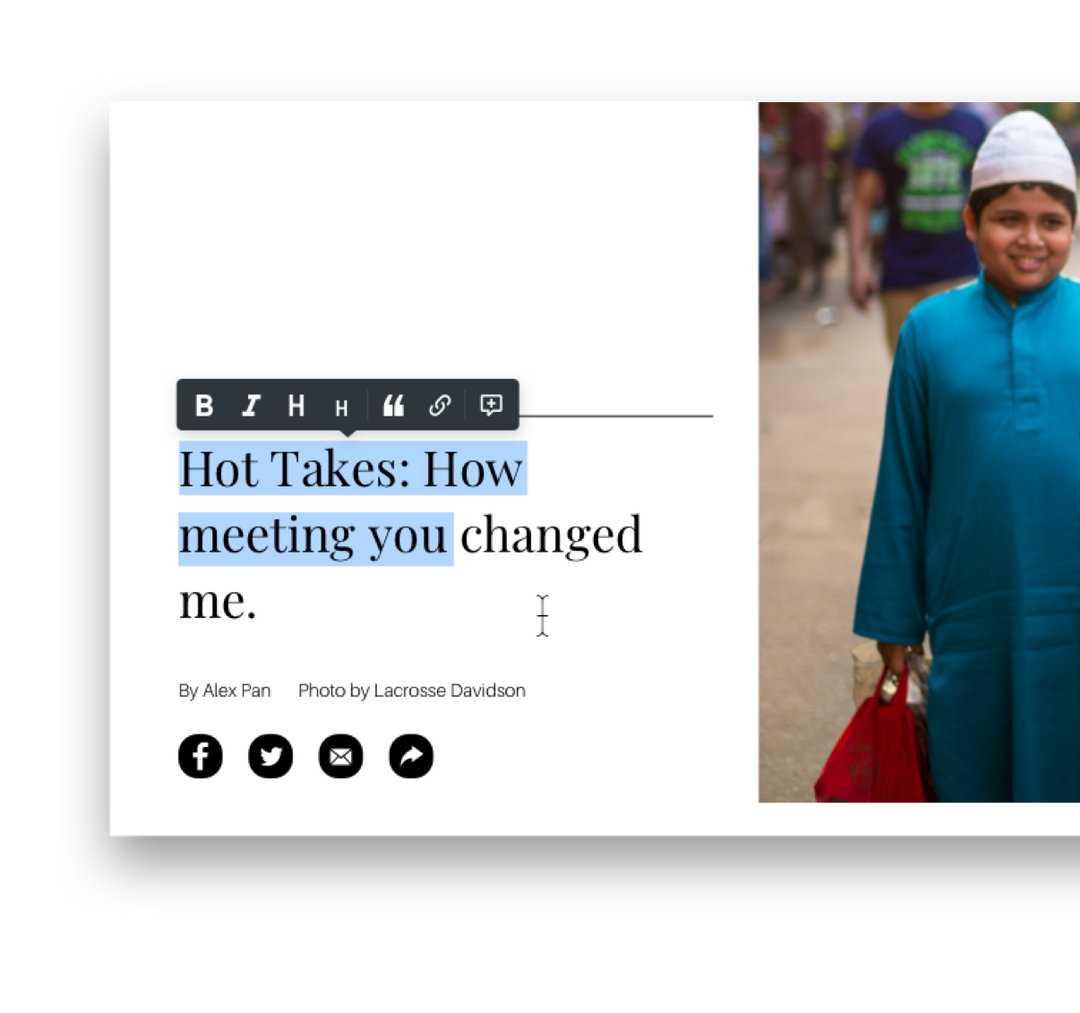 B I H H
Hot Takes: How
meeting you changed
me.
By Alex Pan Photo by Lacrosse Davidson